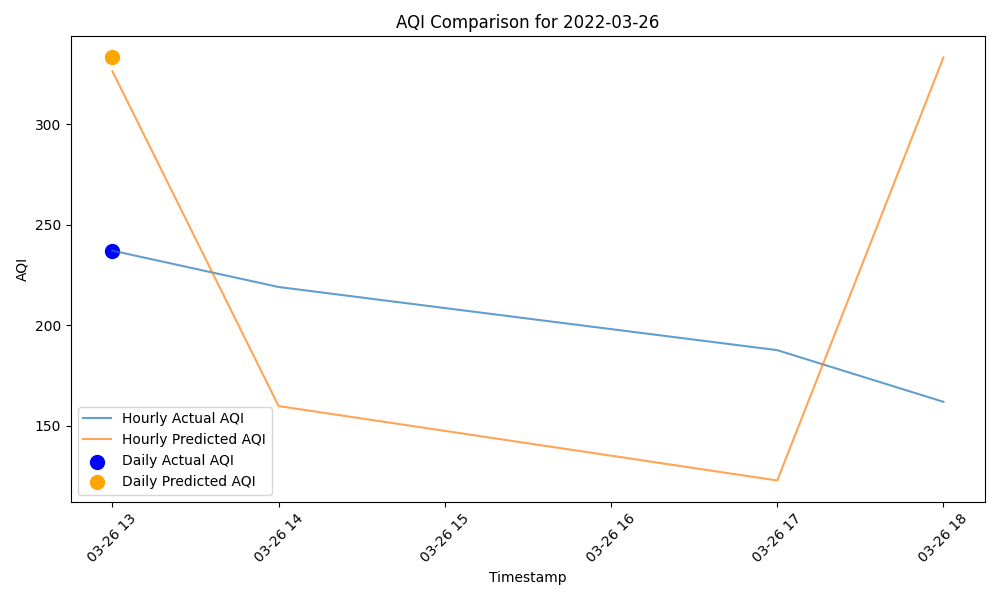 AQI Comparison for 2022-03-26
AQI
300
250
200
150
Hourly Actual AQI
Hourly Predicted AQI
Daily Actual AQI
Daily Predicted AQI
03-26 13
03-26 14
03-26 15
03-26 16
03-26 17
03-26 18
Timestamp